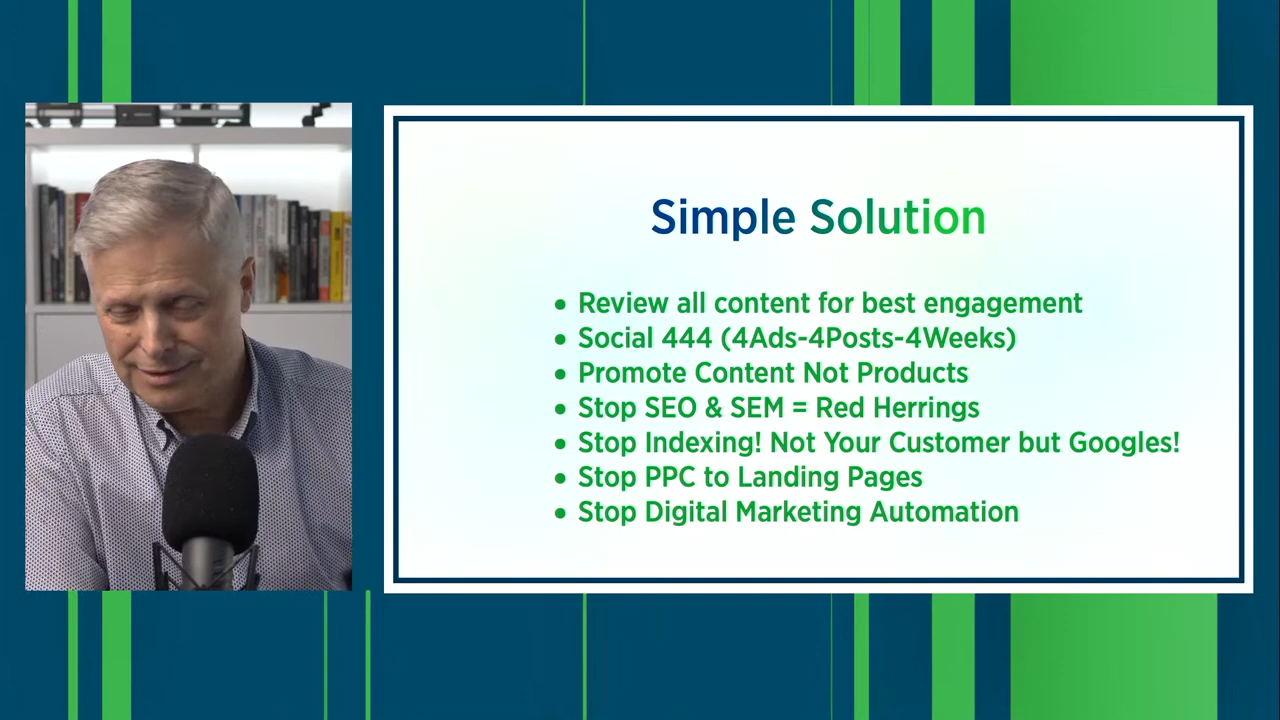 Simple Solution
• Review all content for best engagement
• Social 444 (4Ads-4Posts-4Weeks)
• Promote Content Not Products
• Stop SEO & SEM = Red Herrings
• Stop Indexing! Not Your Customer but Googles!
• Stop PPC to Landing Pages
• Stop Digital Marketing Automation